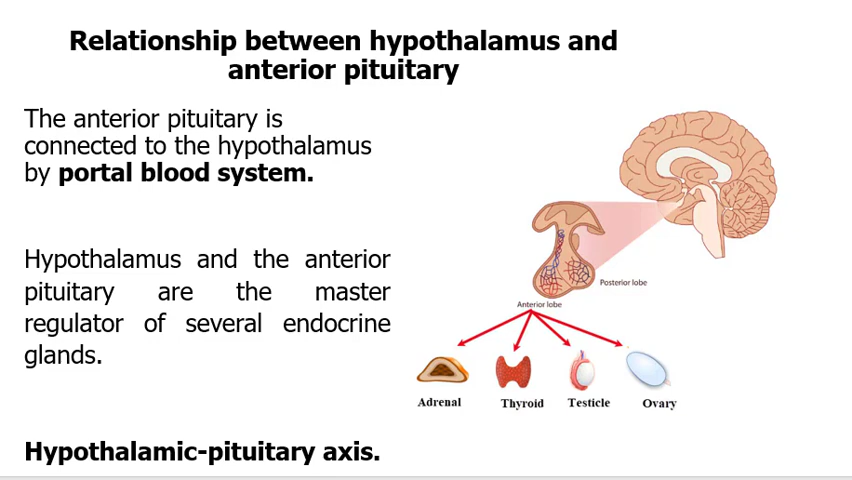 Relationship between hypothalamus and
anterior pituitary
The anterior pituitary is
connected to the hypothalamus
by portal blood system.
Hypothalamus and the anterior
pituitary are the master
regulator of several endocrine
glands.
Hypothalamic-pituitary axis.
Posterior lobe
Anterior lobe
Adrenal
Thyroid
Testicle
Ovary